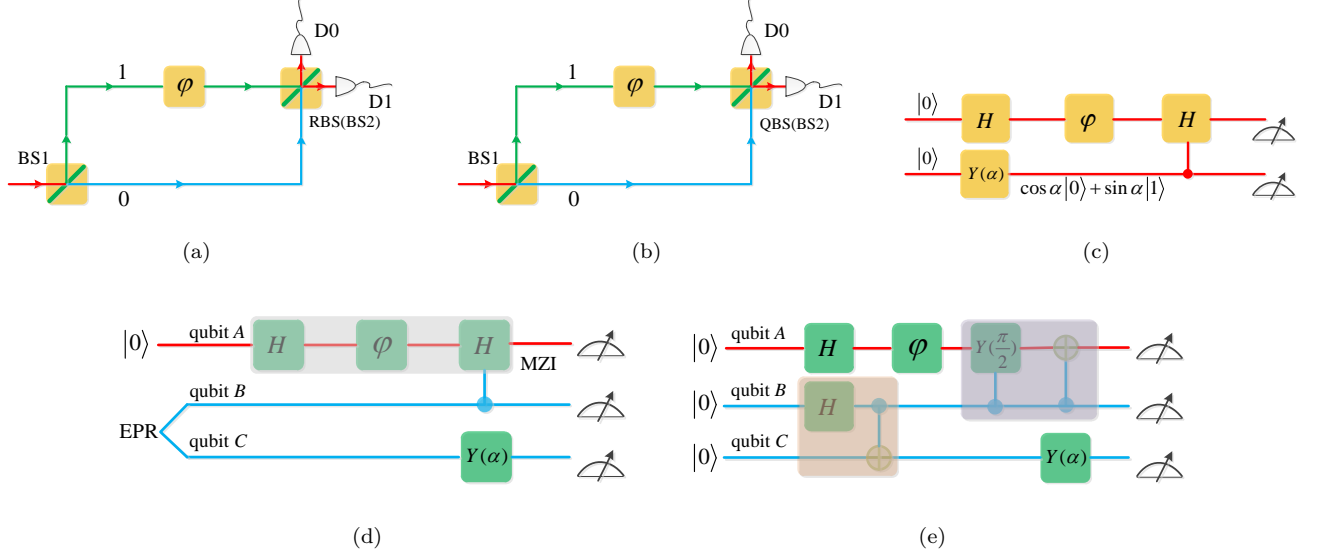 D0
1
φ
D1
RBS(BS2)
BS1
0
(a)
D0
1
φ
D1
QBS(BS2)
BS1
0
(b)
|0⟩
H
φ
H
|0⟩
Y(α)
cos α|0⟩+sin α|1⟩
(c)
|0⟩
qubit A
H
φ
H
MZI
qubit B
EPR
qubit C
Y(α)
(d)
|0⟩
qubit A
H
φ
Y(π/2)
|0⟩
qubit B
H
|0⟩
qubit C
Y(α)
(e)